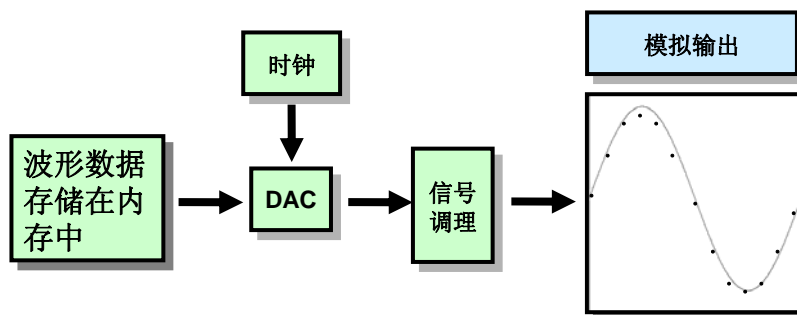 时钟
模拟输出
波形数据
存储在内
存中
DAC
信号
调理